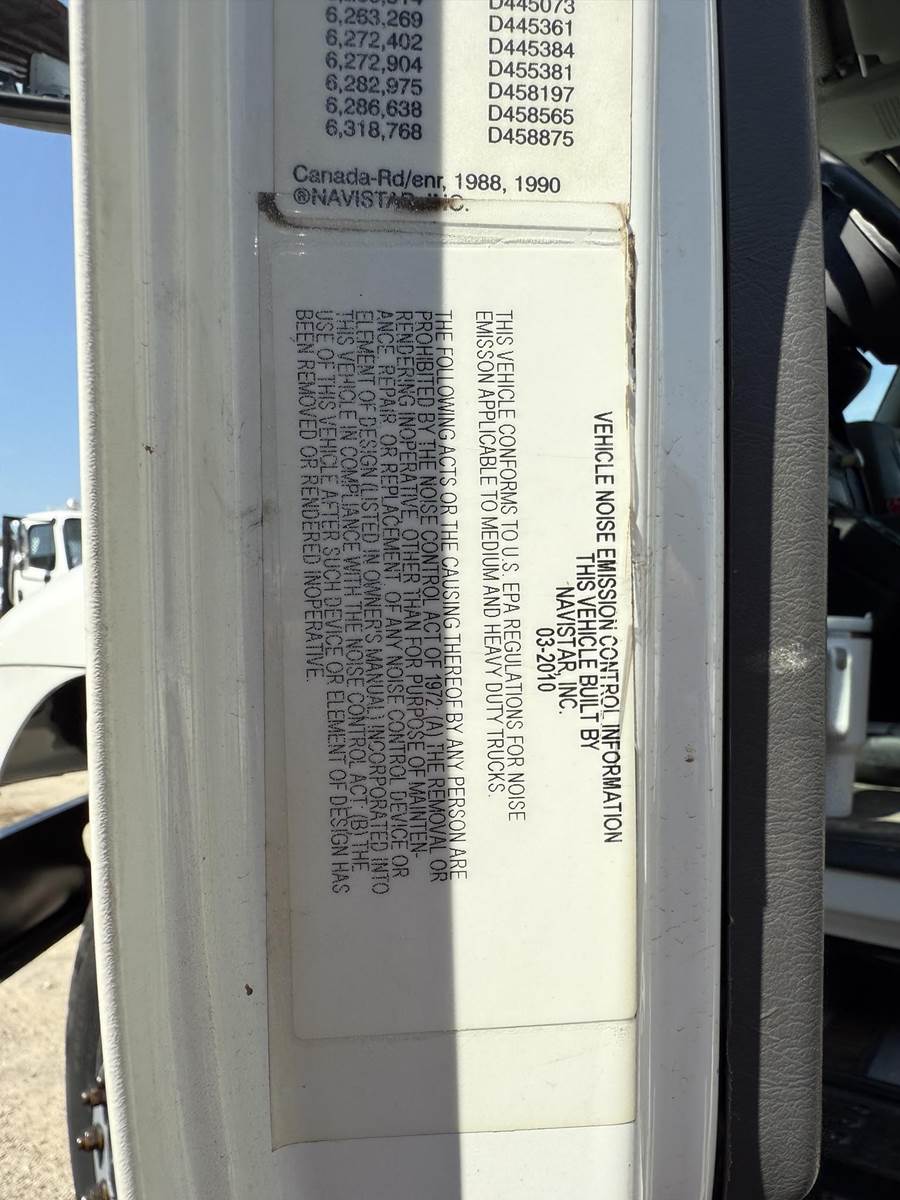 6,263,269 D445361
6,272,402 D445384
6,272,904 D455381
6,282,975 D458197
6,286,638 D458565
6,318,768 D458875
D445073
Canada-Rd/enr, 1988, 1990
®NAVISTAR, INC.
VEHICLE NOISE EMISSION CONTROL INFORMATION
THIS VEHICLE BUILT BY
NAVISTAR, INC.
03-2010
THIS VEHICLE CONFORMS TO U.S. EPA REGULATIONS FOR NOISE
EMISSON APPLICABLE TO MEDIUM AND HEAVY DUTY TRUCKS.
THE FOLLOWING ACTS OR THE CAUSING THEREOF BY ANY PERSON ARE
PROHIBITED BY THE NOISE CONTROL ACT OF 1972. (A) THE REMOVAL OR
RENDERING INOPERATIVE, OTHER THAN FOR PURPOSE OF MAINTEN-
ANCE, REPAIR, OR REPLACEMENT, OF ANY NOISE CONTROL DEVICE OR
ELEMENT OF DESIGN (LISTED IN OWNER'S MANUAL) INCORPORATED INTO
THIS VEHICLE IN COMPLIANCE WITH THE NOISE CONTROL ACT; (B) THE
USE OF THIS VEHICLE AFTER SUCH DEVICE OR ELEMENT OF DESIGN HAS
BEEN REMOVED OR RENDERED INOPERATIVE.